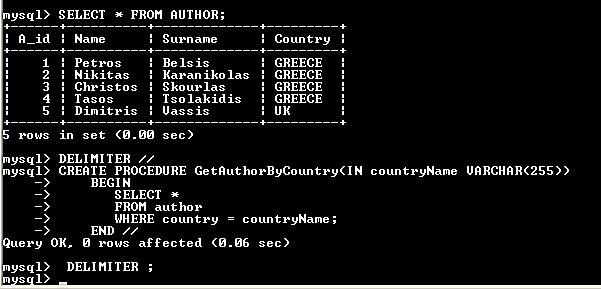 mysql> SELECT * FROM AUTHOR;
+------+----------+------------+---------+
| A_id | Name     | Surname    | Country |
+------+----------+------------+---------+
|    1 | Petros   | Belsis     | GREECE  |
|    2 | Nikitas  | Karanikolas | GREECE  |
|    3 | Christos | Skourlas   | GREECE  |
|    4 | Tasos    | Tsolakidis | GREECE  |
|    5 | Dimitris | Vassis     | UK      |
+------+----------+------------+---------+
5 rows in set (0.00 sec)
mysql> DELIMITER //
mysql> CREATE PROCEDURE GetAuthorByCountry(IN countryName VARCHAR(255))
    ->     BEGIN
    ->        SELECT *
    ->        FROM author
    ->        WHERE country = countryName;
    ->     END //
Query OK, 0 rows affected (0.06 sec)
mysql>  DELIMITER ;
mysql> _